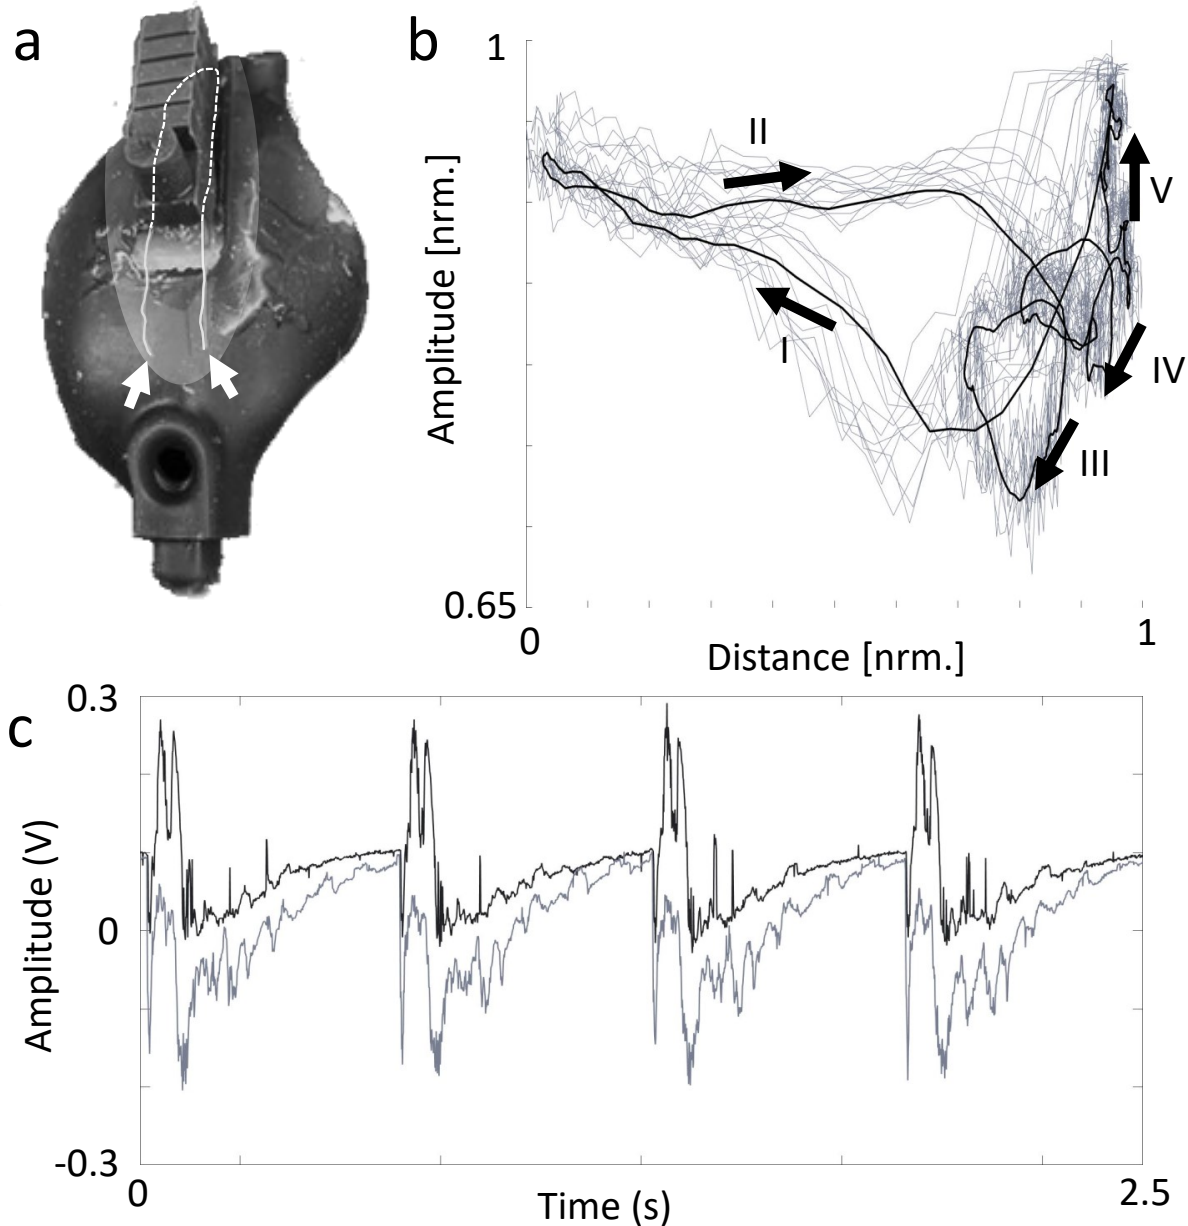 a
b
1
II
V
Amplitude [nrm.]
I
IV
III
0.65
0
1
Distance [nrm.]
c
0.3
Amplitude (V)
0
-0.3
0
Time (s)
2.5